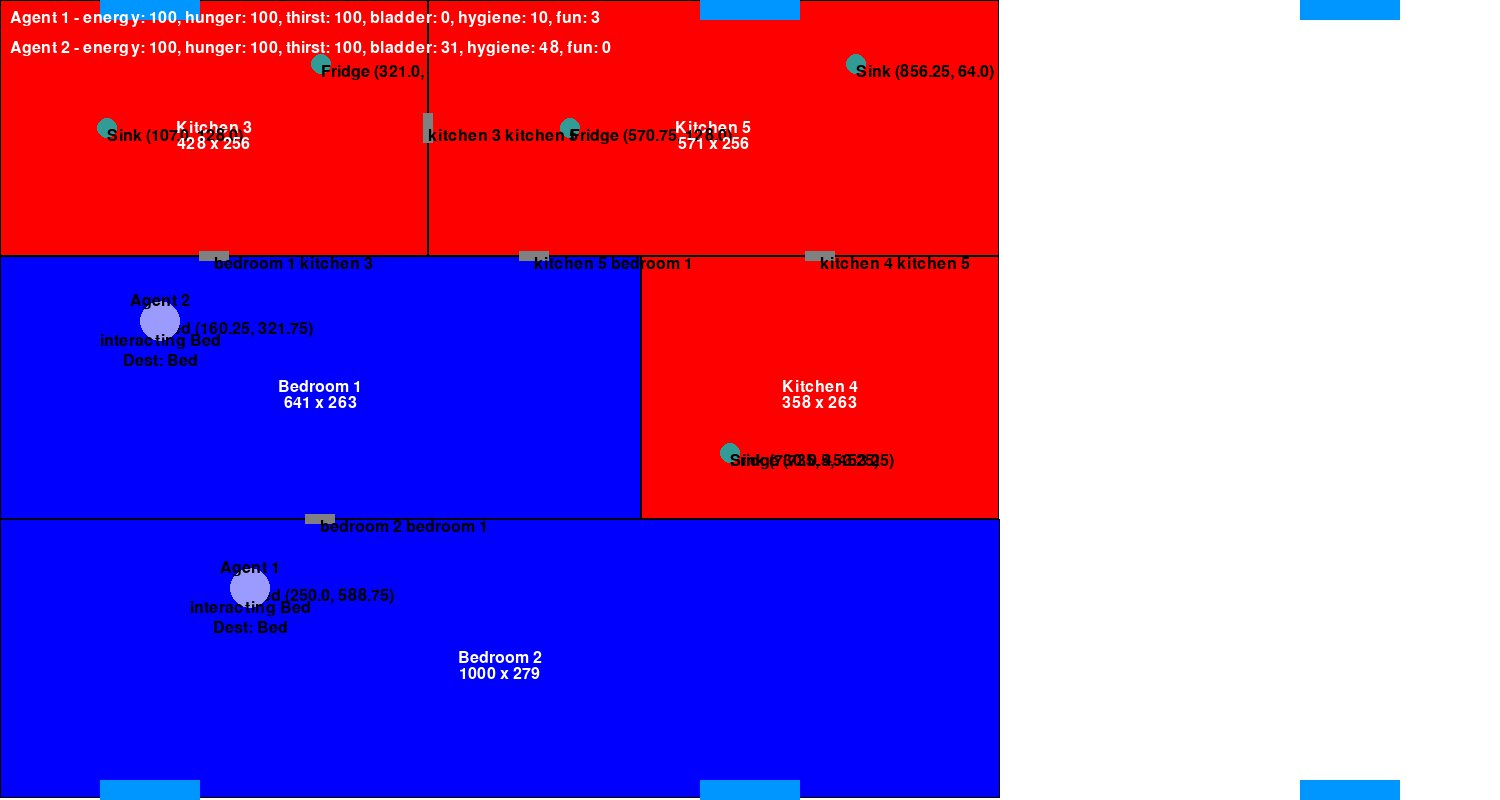 Agent 1 - energy: 100, hunger: 100, thirst: 100, bladder: 0, hygiene: 10, fun: 3
Agent 2 - energy: 100, hunger: 100, thirst: 100, bladder: 31, hygiene: 48, fun: 0
Fridge (321.0,
Sink (856.25, 64.0)
Kitchen 3
428 x 256
Sink (107.0, 128.0)
kitchen 3 kitchen 5
Fridge (570.75, 128.0)
Kitchen 5
571 x 256
bedroom 1 kitchen 3
kitchen 5 bedroom 1
kitchen 4 kitchen 5
Agent 2
(160.25, 321.75)
interacting Bed
Dest: Bed
Bedroom 1
641 x 263
Kitchen 4
358 x 263
bedroom 2 bedroom 1
Agent 1
(250.0, 588.75)
interacting Bed
Dest: Bed
Bedroom 2
1000 x 279